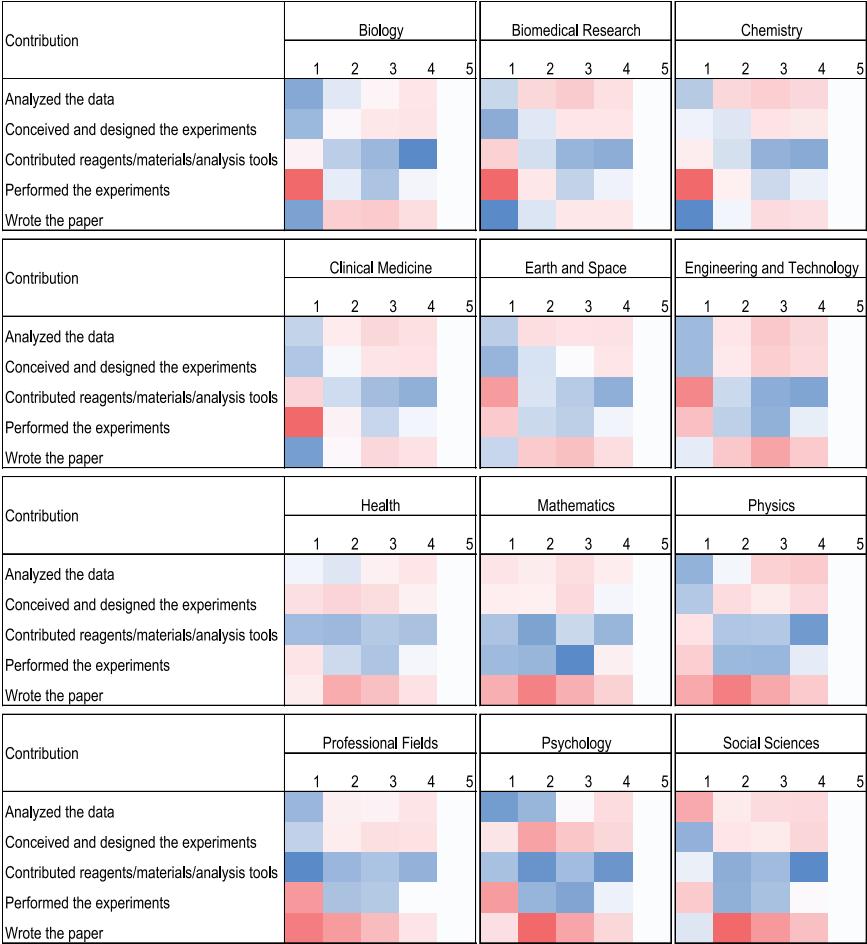 Contribution Biology Biomedical Research Chemistry
1 2 3 4 5 1 2 3 4 5 1 2 3 4 5
Analyzed the data
Conceived and designed the experiments
Contributed reagents/materials/analysis tools
Performed the experiments
Wrote the paper
Contribution Clinical Medicine Earth and Space Engineering and Technology
1 2 3 4 5 1 2 3 4 5 1 2 3 4 5
Analyzed the data
Conceived and designed the experiments
Contributed reagents/materials/analysis tools
Performed the experiments
Wrote the paper
Contribution Health Mathematics Physics
1 2 3 4 5 1 2 3 4 5 1 2 3 4 5
Analyzed the data
Conceived and designed the experiments
Contributed reagents/materials/analysis tools
Performed the experiments
Wrote the paper
Contribution Professional Fields Psychology Social Sciences
1 2 3 4 5 1 2 3 4 5 1 2 3 4 5
Analyzed the data
Conceived and designed the experiments
Contributed reagents/materials/analysis tools
Performed the experiments
Wrote the paper